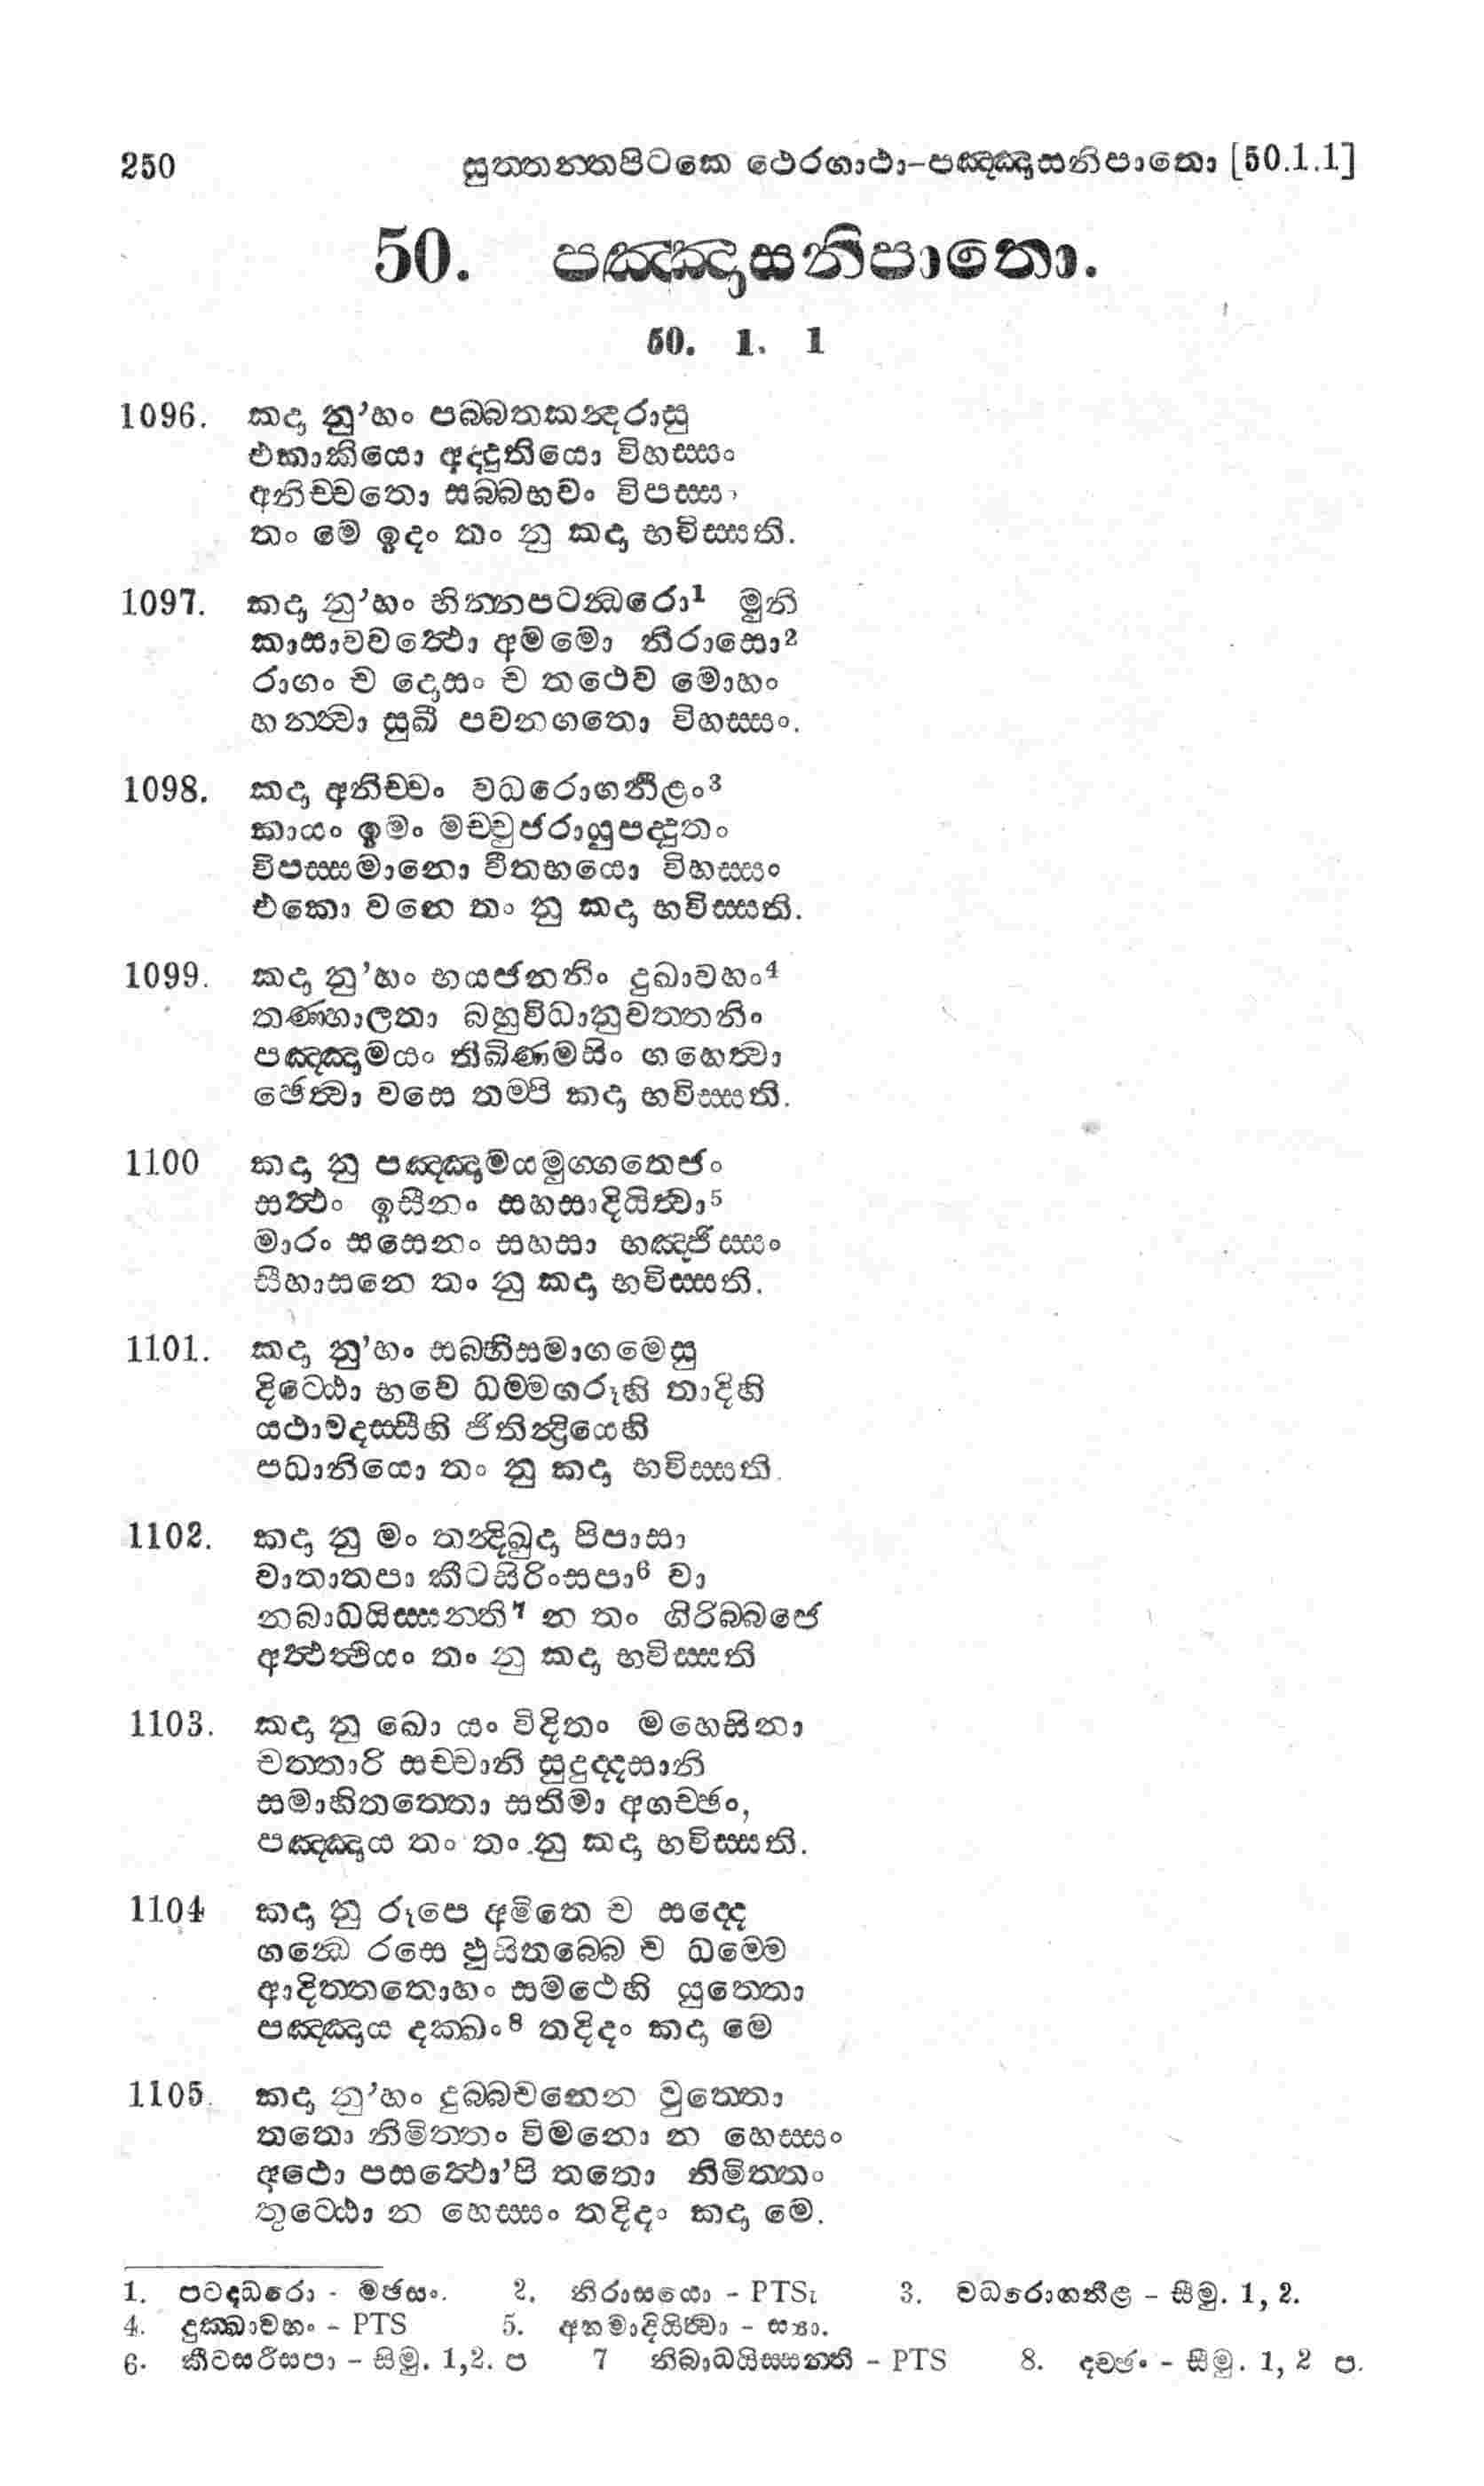 250 සුත්තන්තපිටකෙ ථෙරගාථා-පඤ්ඤාසනිපාතො [50.1.1]
50. පඤ්ඤාසනිපාතො.
50. 1. 1
1096. කදා නු'හං පබ්බතකන්දරාසු
එකාකියො අද්දුතියො විහස්සං
අනිච්චතො සබ්බභවං විපස්සං
තං මෙ ඉදං තං නු කදා භවිස්සති.
1097. කදා නු'හං භින්නපටන්ධරො1 මුනි
කාසාවවත්ථො අමමො නිරාසො2
රාගං ච දොසං ච තථෙව මොහං
හන්ත්වා සුඛී පවනගතො විහස්සං.
1098. කදා අනිච්චං වධරොගනීළං3
කායං ඉමං මච්චුජරායුපද්දුතං
විපස්සමානො වීතභයො විහස්සං
එකො වනෙ තං නු කදා භවිස්සති.
1099. කදා නු'හං භයජනනිං දුඛාවහං4
තණ්හාලතා බහුවිධානුවත්තනිං
පඤ්ඤාමයං තිඛිණමසිං ගහෙත්වා
ඡෙත්වා වසෙ තම්පි කදා භවිස්සති.
1100 කදා නු පඤ්ඤාමයමුග්ගතෙජං
සත්ථං ඉසීනං සහසාදියිත්වා5
මාරං සසෙනං සහසා භඤ්ජිස්සං
සීහාසනෙ තං නු කදා භවිස්සති.
1101. කදා නු'හං සබ්භිසමාගමෙසු
දිට්ඨො භවෙ ධම්මගරූහි තාදිහි
යථාවදස්සීහි ජිතින්ද්‍රියෙහි
පධානියො තං නු කදා භවිස්සති.
1102. කදා නු මං තන්දිඛුදා පිපාසා
වාතාතපා කීටසිරිංසපා6 වා
නබාධයිස්සන්ති7 න තං ගිරිබ්බජෙ
අත්ථත්ථියං තං නු කදා භවිස්සති
1103. කදා නු ඛො යං විදිතං මහෙසිනා
චත්තාරි සච්චානි සුදුද්දසානි
සමාහිතත්තො සතිමා අගච්ඡං,
පඤ්ඤාය තං තං නු කදා භවිස්සති.
1104 කදා නු රූපෙ අමිතෙ ච සද්දෙ
ගන්ධෙ රසෙ ඵුසිතබ්බෙ ච ධම්මෙ
ආදිත්තතොහං සමථෙහි යුත්තො
පඤ්ඤාය දක්ඛං8 තදිදං කදා මෙ
1105. කදා නු'හං දුබ්බචනෙන වුත්තො
තතො නිමිත්තං විමනො න හෙස්සං
අථො පසත්ථො'පි තතො නිමිත්තං
තුට්ඨො න හෙස්සං තදිදං කදා මෙ.
1. පටද්ධරො - මඡසං. 2. නිරාසයො - PTS. 3. වධරොගනීළ - සීමු. 1, 2.
4. දුක්ඛාවහං - PTS 5. අතමාදියිත්වා - ස්‍යා.
6. කීටසරීසපා - සිමු. 1,2. ප 7 නිබාධයිස්සන්ති - PTS 8. දච්ඡං - සීමු. 1, 2 ප.